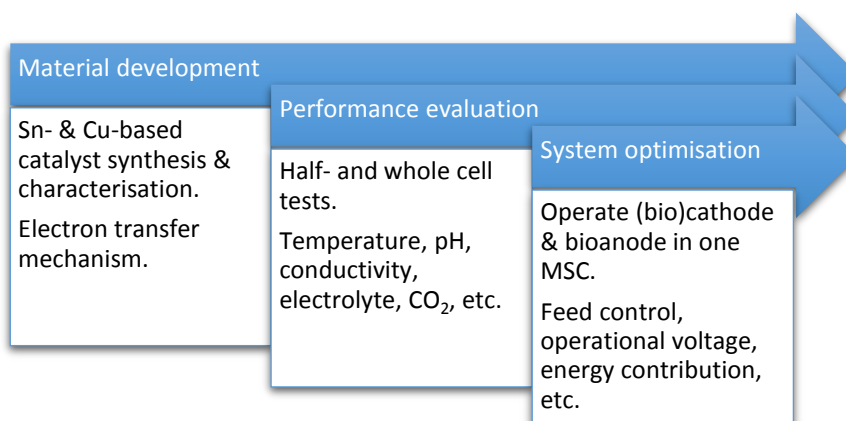 Material development
Sn- & Cu-based
catalyst synthesis &
characterisation.
Electron transfer
mechanism.
Performance evaluation
Half- and whole cell
tests.
Temperature, pH,
conductivity,
electrolyte, CO₂, etc.
System optimisation
Operate (bio)cathode
& bioanode in one
MSC.
Feed control,
operational voltage,
energy contribution,
etc.